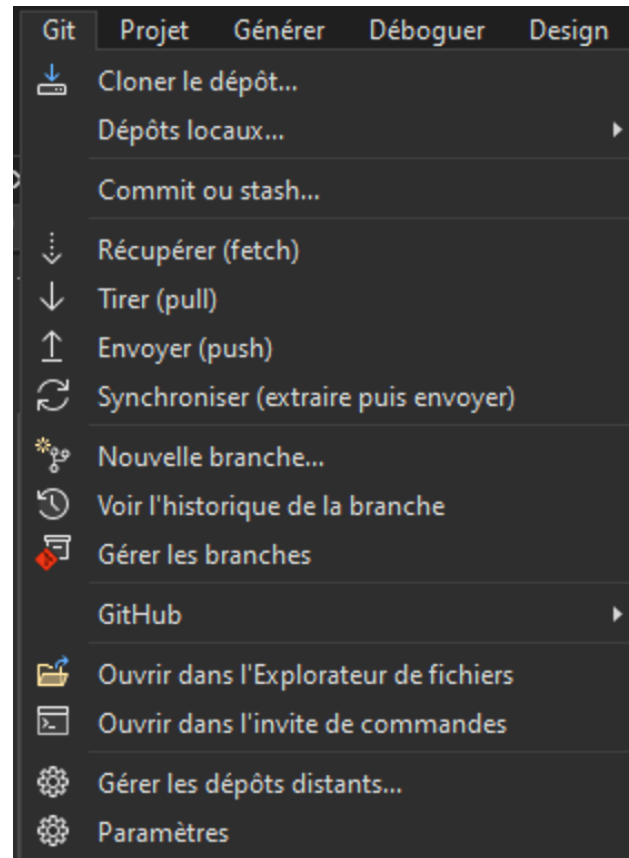 Git Projet Générer Déboguer Design
Cloner le dépôt...
Dépôts locaux...
Commit ou stash...
Récupérer (fetch)
Tirer (pull)
Envoyer (push)
Synchroniser (extraire puis envoyer)
Nouvelle branche...
Voir l'historique de la branche
Gérer les branches
GitHub
Ouvrir dans l'Explorateur de fichiers
Ouvrir dans l'invite de commandes
Gérer les dépôts distants...
Paramètres